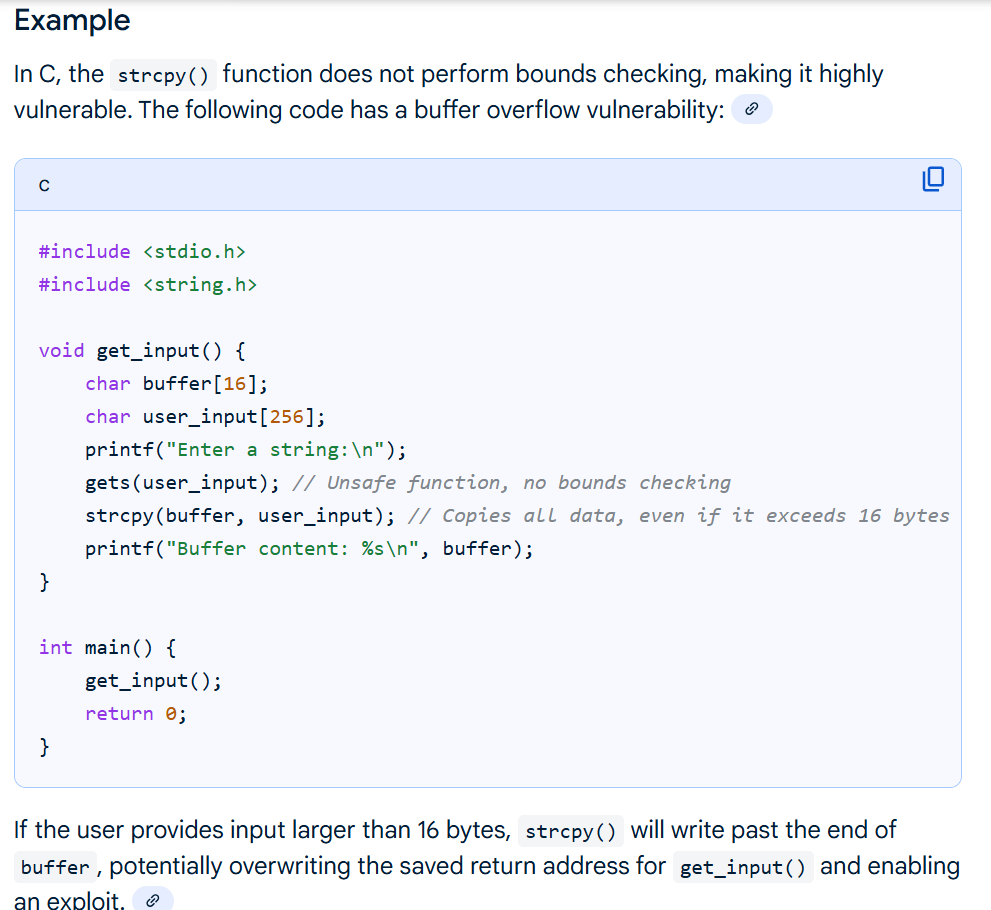 Example
In C, the strcpy() function does not perform bounds checking, making it highly
vulnerable. The following code has a buffer overflow vulnerability:
C
#include <stdio.h>
#include <string.h>
void get_input() {
    char buffer[16];
    char user_input[256];
    printf("Enter a string:\n");
    gets(user_input); // Unsafe function, no bounds checking
    strcpy(buffer, user_input); // Copies all data, even if it exceeds 16 bytes
    printf("Buffer content: %s\n", buffer);
}
int main() {
    get_input();
    return 0;
}
If the user provides input larger than 16 bytes, strcpy() will write past the end of
buffer, potentially overwriting the saved return address for get_input() and enabling
an exploit.